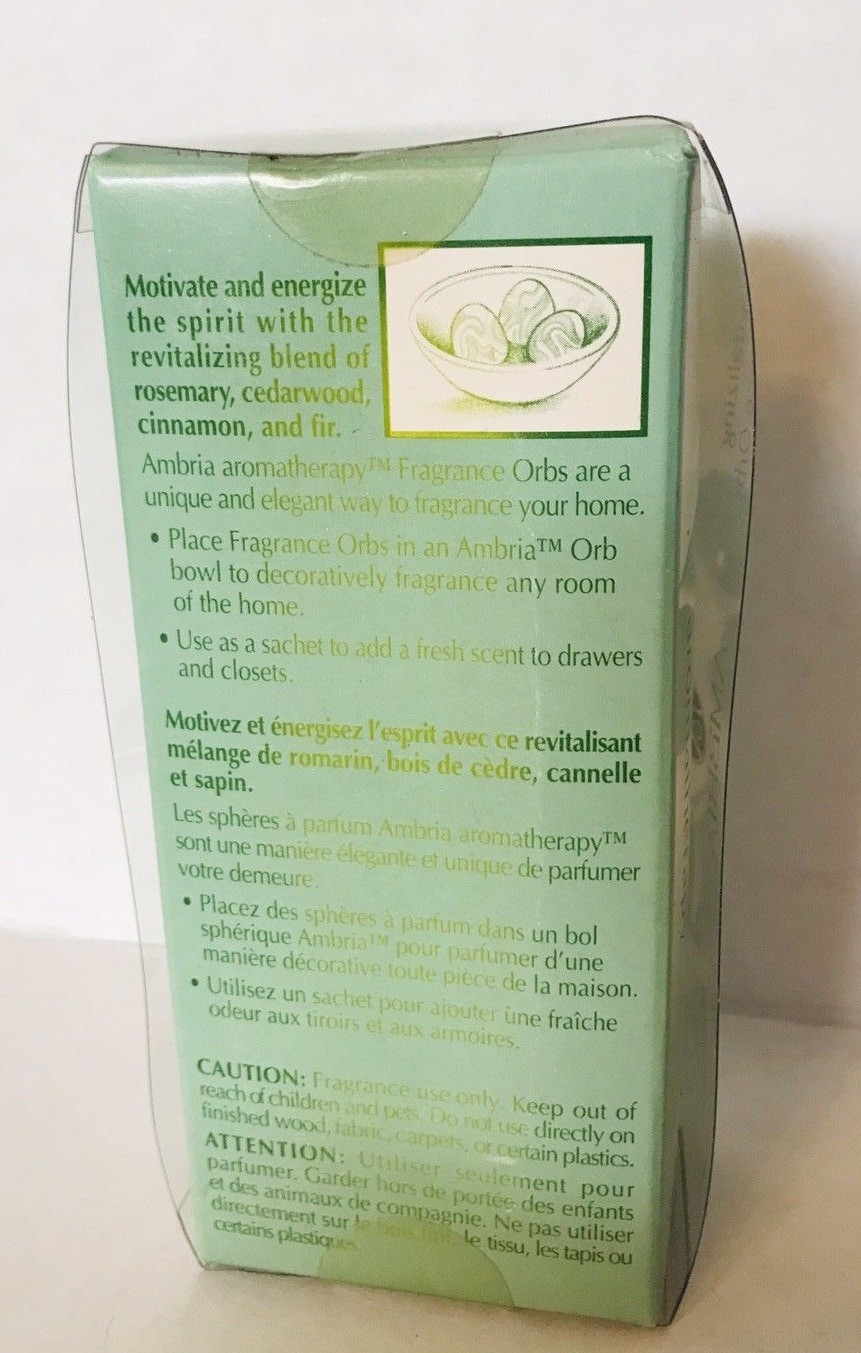 Motivate and energize
the spirit with the
revitalizing blend of
rosemary, cedarwood,
cinnamon, and fir.
Ambria aromatherapy™ Fragrance Orbs are a
unique and elegant way to fragrance your home.
• Place Fragrance Orbs in an Ambria™ Orb
bowl to decoratively fragrance any room
of the home.
• Use as a sachet to add a fresh scent to drawers
and closets.
Motivez et énergisez l'esprit avec ce revitalisant
mélange de romarin, bois de cèdre, cannelle
et sapin.
Les sphères à parfum Ambria aromatherapy™
sont une manière élegante et unique de parfumer
votre demeure.
• Placez des sphères à parfum dans un bol
sphérique Ambria™ pour parfumer d'une
manière décorative toute pièce de la maison.
• Utilisez un sachet pour ajouter une fraîche
odeur aux tiroirs et aux armoires.
CAUTION: Fragrance use only. Keep out of
reach of children and pets. Do not use directly on
finished wood, fabric, carpets, or certain plastics.
ATTENTION: Utiliser seulement pour
parfumer. Garder hors de portée des enfants
et des animaux de compagnie. Ne pas utiliser
directement sur le bois fini, le tissu, les tapis ou
certains plastiques.